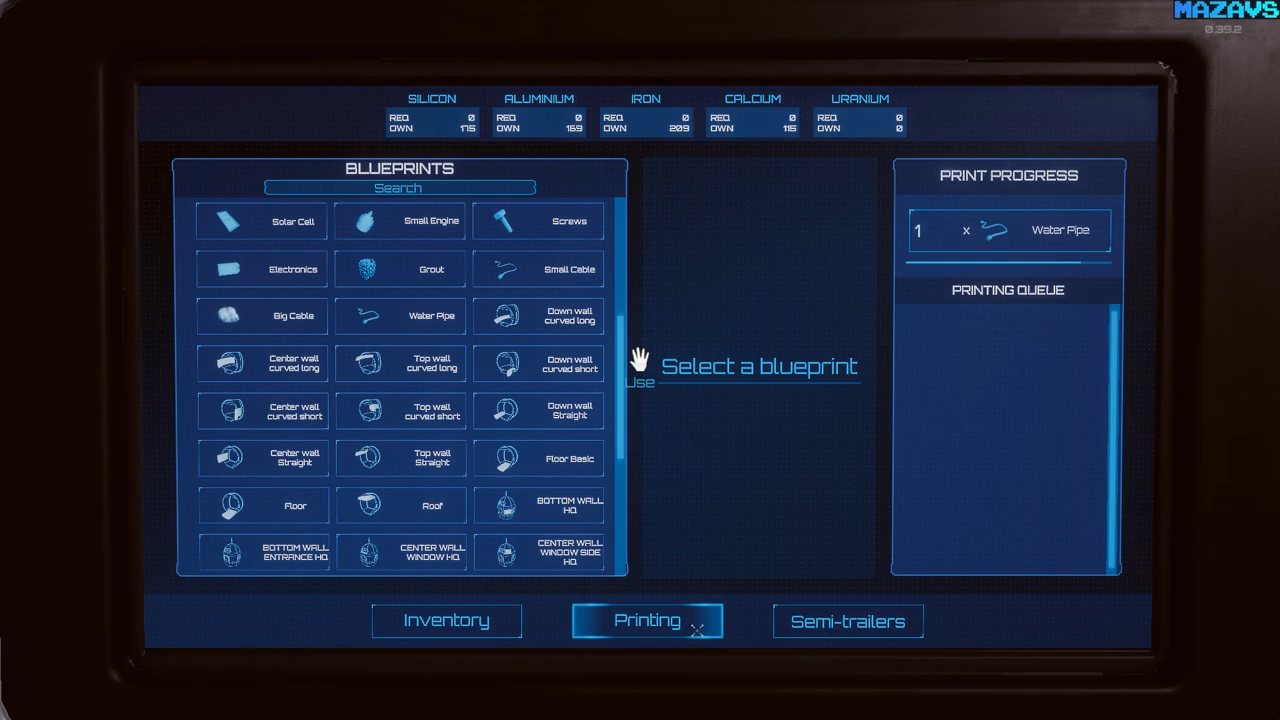 MAZAVS
0.39.2
SILICON
REQ 0
OWN 175
ALUMINIUM
REQ 0
OWN 169
IRON
REQ 0
OWN 209
CALCIUM
REQ 0
OWN 115
URANIUM
REQ 0
OWN 0
BLUEPRINTS
Search
Solar Cell
Small Engine
Screws
Electronics
Grout
Small Cable
Big Cable
Water Pipe
Down wall
curved long
Center wall
curved long
Top wall
curved long
Down wall
curved short
Center wall
curved short
Top wall
curved short
Down wall
Straight
Center wall
Straight
Top wall
Straight
Floor Basic
Floor
Roof
BOTTOM WALL
HQ
BOTTOM WALL
ENTRANCE HQ
CENTER WALL
WINDOW HQ
CENTER WALL
WINDOW SIDE
HQ
Use
Select a blueprint
PRINT PROGRESS
1 x Water Pipe
PRINTING QUEUE
Inventory
Printing
Semi-trailers